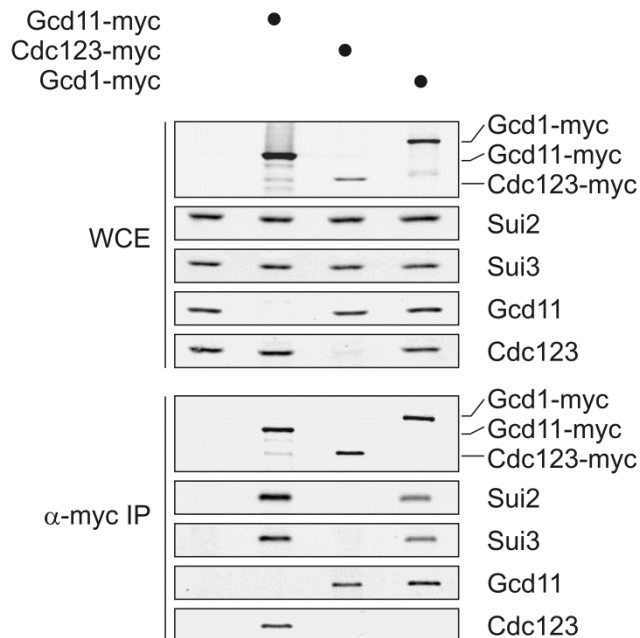 Gcd11-myc
Cdc123-myc
Gcd1-myc
WCE
Gcd1-myc
Gcd11-myc
Cdc123-myc
Sui2
Sui3
Gcd11
Cdc123
α-myc IP
Gcd1-myc
Gcd11-myc
Cdc123-myc
Sui2
Sui3
Gcd11
Cdc123